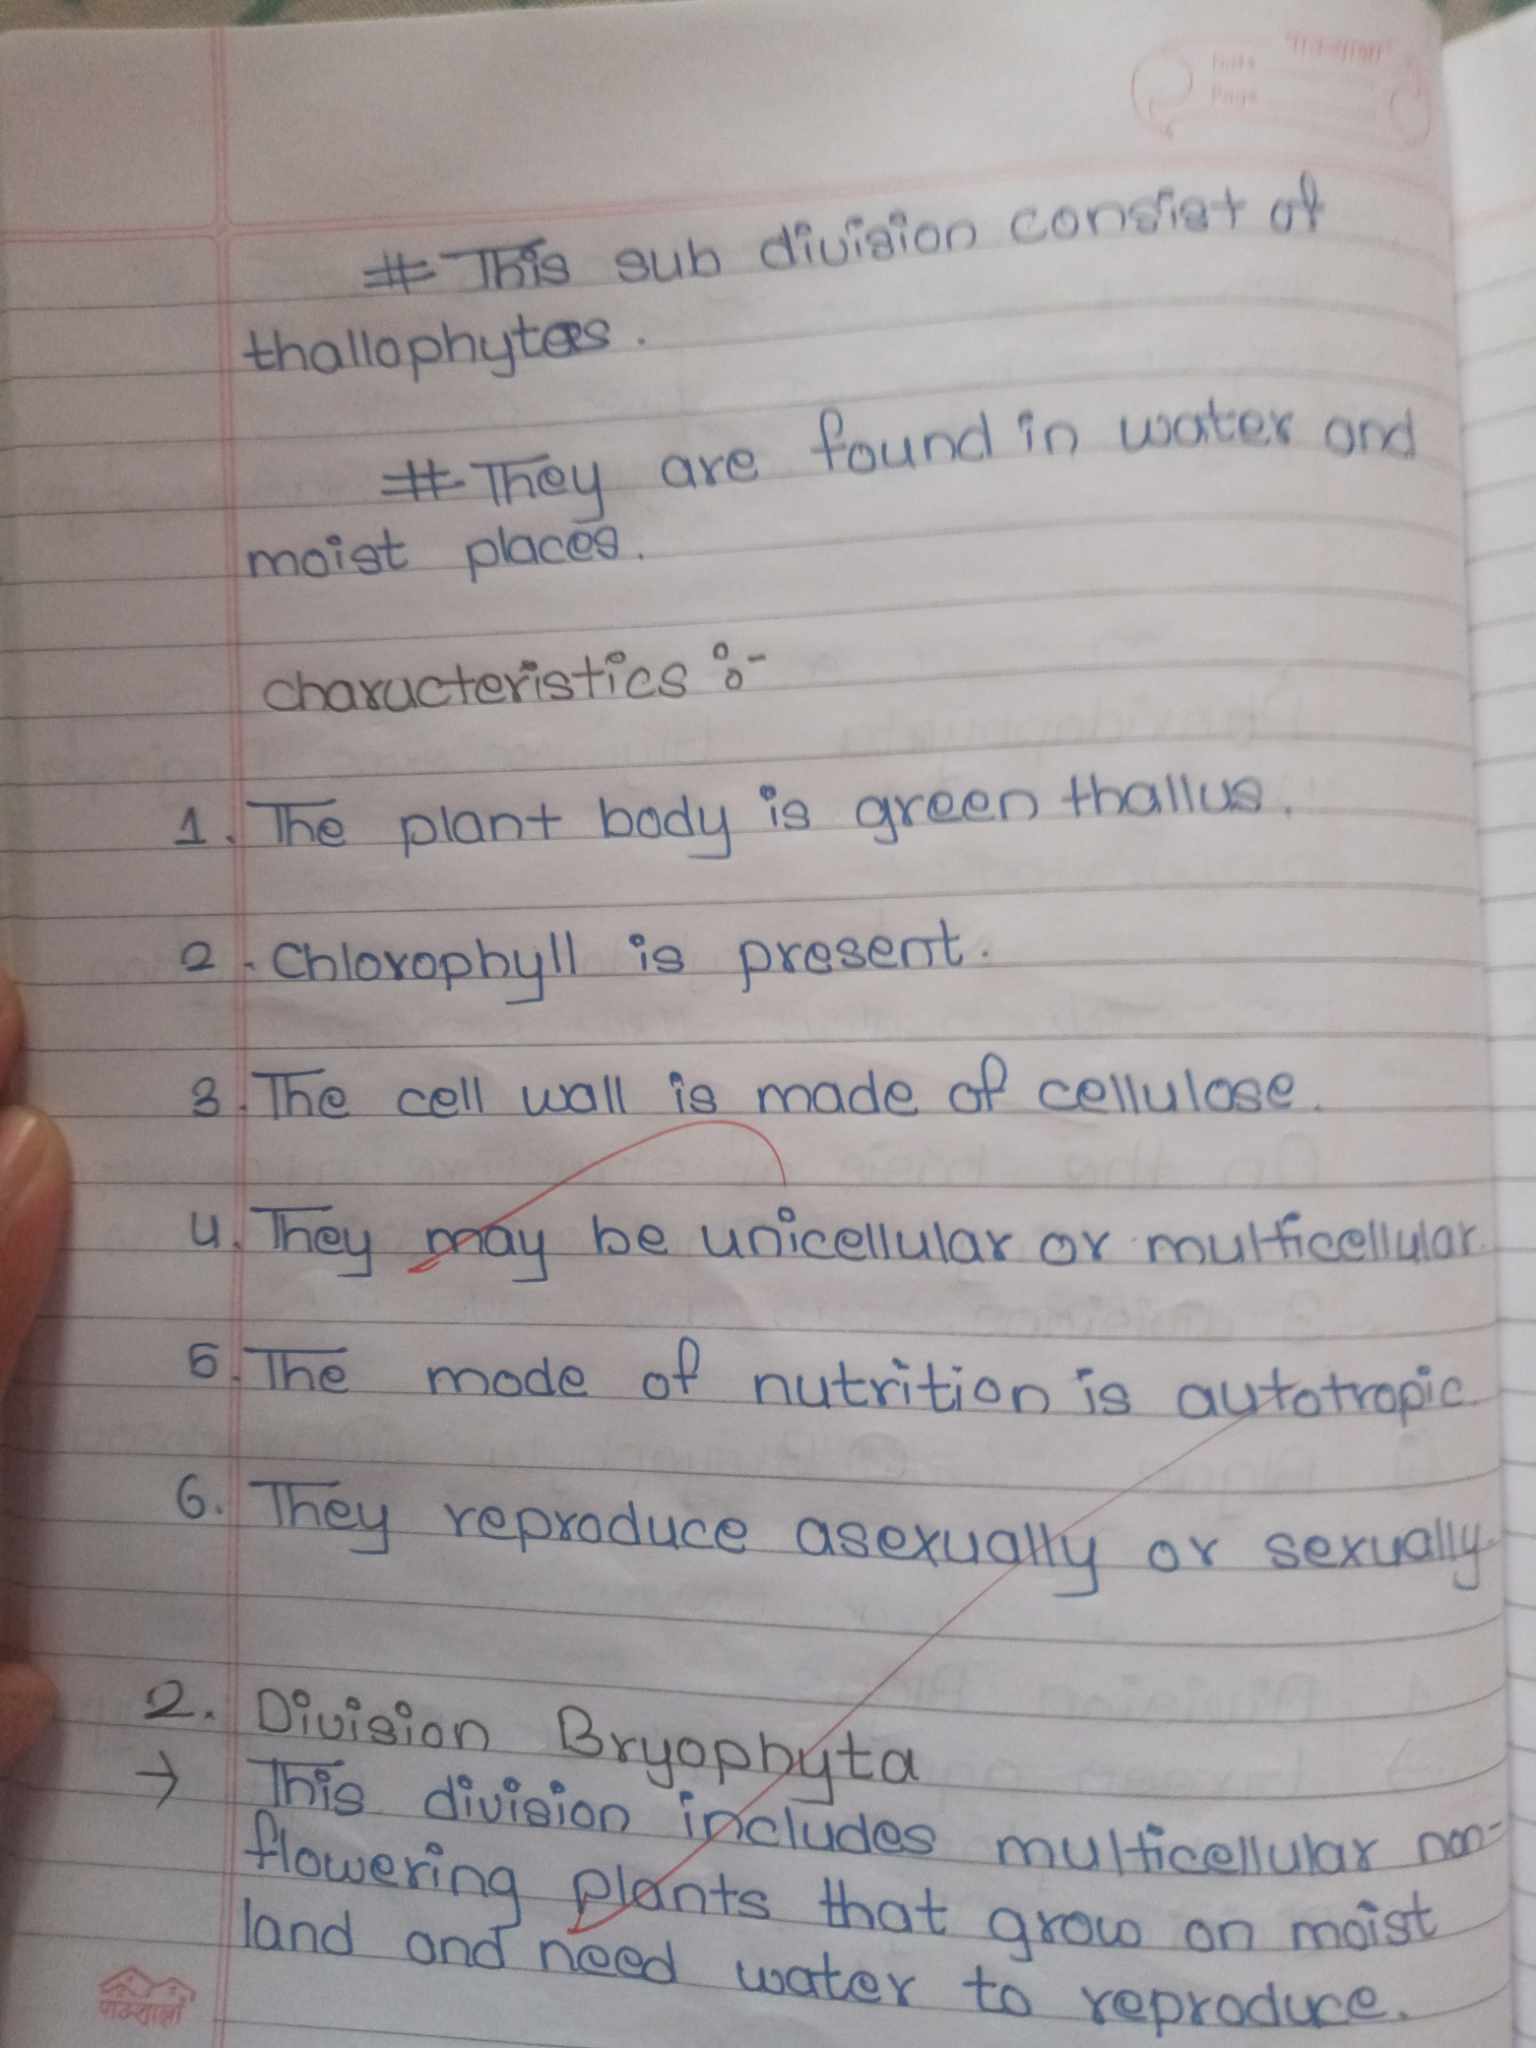 Date
Page
# This sub division consist of
thallophytes.
# They are found in water and
moist places.
characteristics :-
1. The plant body is green thallus.
2. Chlorophyll is present.
3. The cell wall is made of cellulose.
4. They may be unicellular or multicellular.
5. The mode of nutrition is autotropic.
6. They reproduce asexually or sexually.
2. Division Bryophyta
→ This division includes multicellular non-
flowering plants that grow on moist
land and need water to reproduce.
पाठशाला